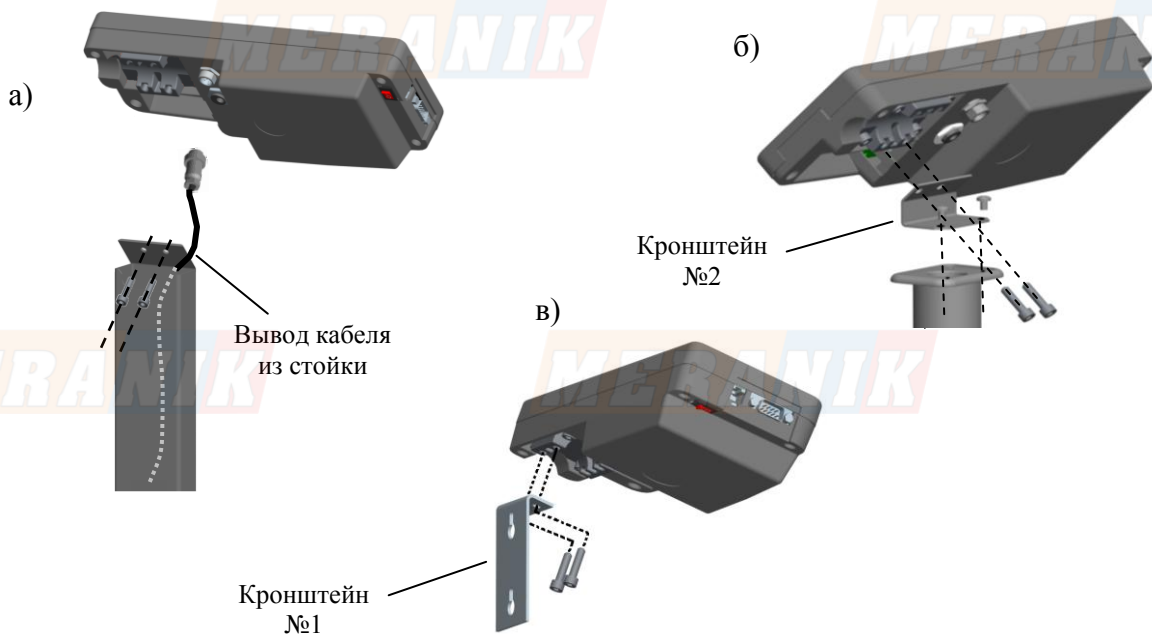 MERANIK
MERANIK
а)
б)
Кронштейн
№2
в)
Вывод кабеля
из стойки
MERANIK
MERANIK
Кронштейн
№1